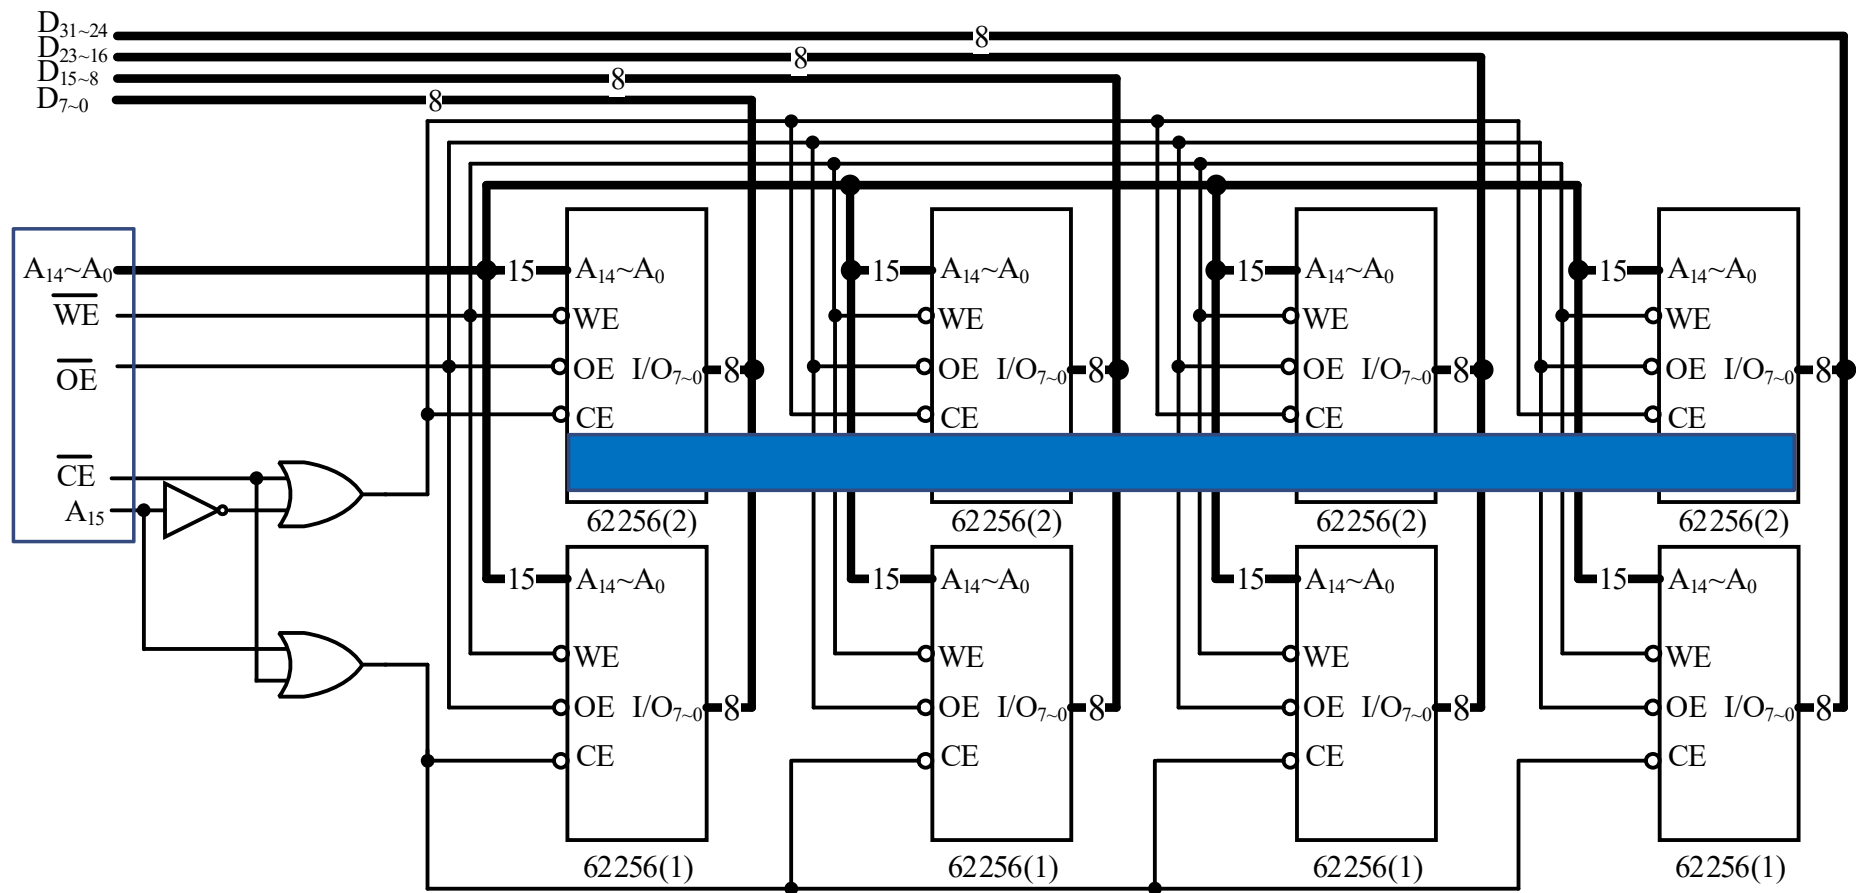 D31~24
8
D23~16
8
D15~8
8
D7~0
8
A14~A0 15 A14~A0 15 A14~A0 15 A14~A0 15 A14~A0
WE WE WE WE WE
OE OE I/O7~0 8 OE I/O7~0 8 OE I/O7~0 8 OE I/O7~0 8
CE CE CE CE
CE
A15
62256(2) 62256(2) 62256(2) 62256(2)
15 A14~A0 15 A14~A0 15 A14~A0 15 A14~A0
WE WE WE WE
OE I/O7~0 8 OE I/O7~0 8 OE I/O7~0 8 OE I/O7~0 8
CE CE CE CE
62256(1) 62256(1) 62256(1) 62256(1)